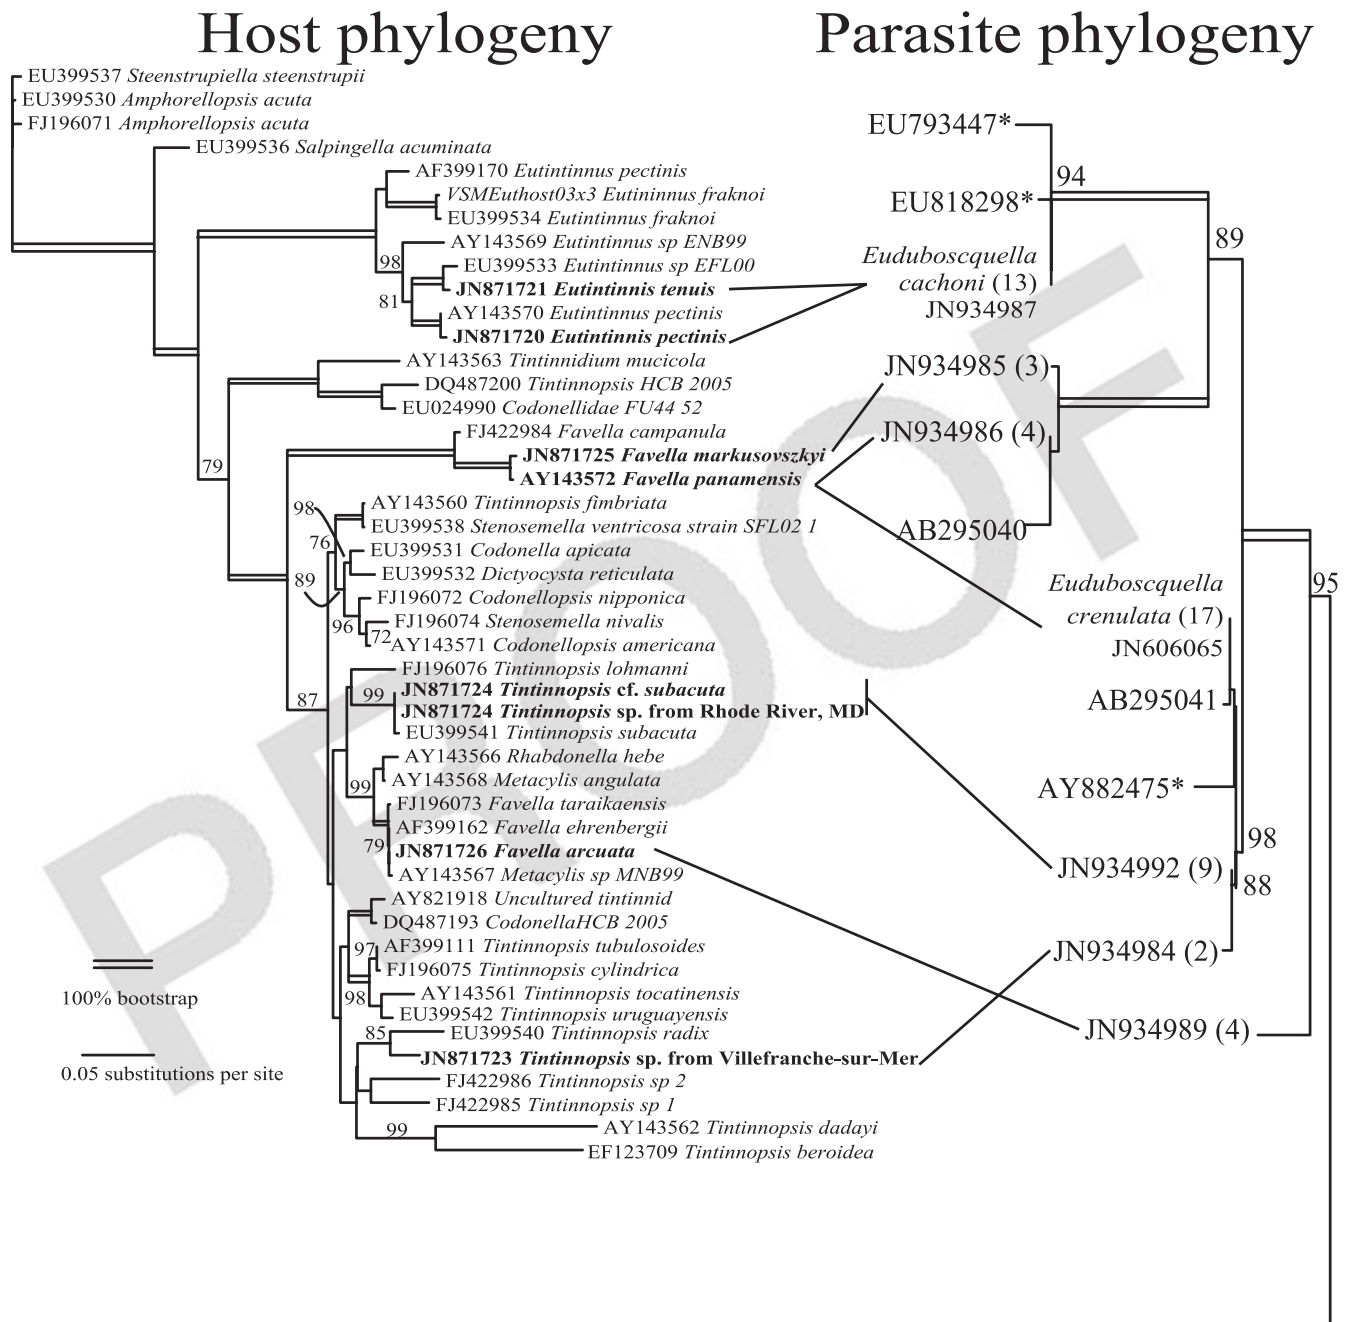 Host phylogeny
EU399537 Steenstrupiella steenstrupii
EU399530 Amphorellopsis acuta
FJ196071 Amphorellopsis acuta
EU399536 Salpingella acuminata
AF399170 Eutintinnus pectinis
VSMEuthost03x3 Eutininnus fraknoi
EU399534 Eutintinnus fraknoi
AY143569 Eutintinnus sp ENB99
98
EU399533 Eutintinnus sp EFL00
JN871721 Eutintinnis tenuis
81
AY143570 Eutintinnus pectinis
JN871720 Eutintinnis pectinis
AY143563 Tintinnidium mucicola
DQ487200 Tintinnopsis HCB 2005
EU024990 Codonellidae FU44 52
FJ422984 Favella campanula
JN871725 Favella markusovszkyi
79
AY143572 Favella panamensis
AY143560 Tintinnopsis fimbriata
98
EU399538 Stenosemella ventricosa strain SFL02 1
76
EU399531 Codonella apicata
EU399532 Dictyocysta reticulata
89
FJ196072 Codonellopsis nipponica
FJ196074 Stenosemella nivalis
96
72
AY143571 Codonellopsis americana
FJ196076 Tintinnopsis lohmanni
JN871724 Tintinnopsis cf. subacuta
99
87
JN871724 Tintinnopsis sp. from Rhode River, MD
EU399541 Tintinnopsis subacuta
AY143566 Rhabdonella hebe
AY143568 Metacylis angulata
99
FJ196073 Favella taraikaensis
AF399162 Favella ehrenbergii
79
JN871726 Favella arcuata
AY143567 Metacylis sp MNB99
AY821918 Uncultured tintinnid
DQ487193 CodonellaHCB 2005
97
AF399111 Tintinnopsis tubulosoides
FJ196075 Tintinnopsis cylindrica
98
AY143561 Tintinnopsis tocatinensis
EU399542 Tintinnopsis uruguayensis
85
EU399540 Tintinnopsis radix
JN871723 Tintinnopsis sp. from Villefranche-sur-Mer
FJ422986 Tintinnopsis sp 2
FJ422985 Tintinnopsis sp 1
99
AY143562 Tintinnopsis dadayi
EF123709 Tintinnopsis beroidea
100% bootstrap
0.05 substitutions per site
Parasite phylogeny
EU793447*
94
EU818298*
89
Euduboscquella
cachoni (13)
JN934987
JN934985 (3)
JN934986 (4)
AB295040
95
Euduboscquella
crenulata (17)
JN606065
AB295041
AY882475*
98
JN934992 (9)
88
JN934984 (2)
JN934989 (4)
PROOF